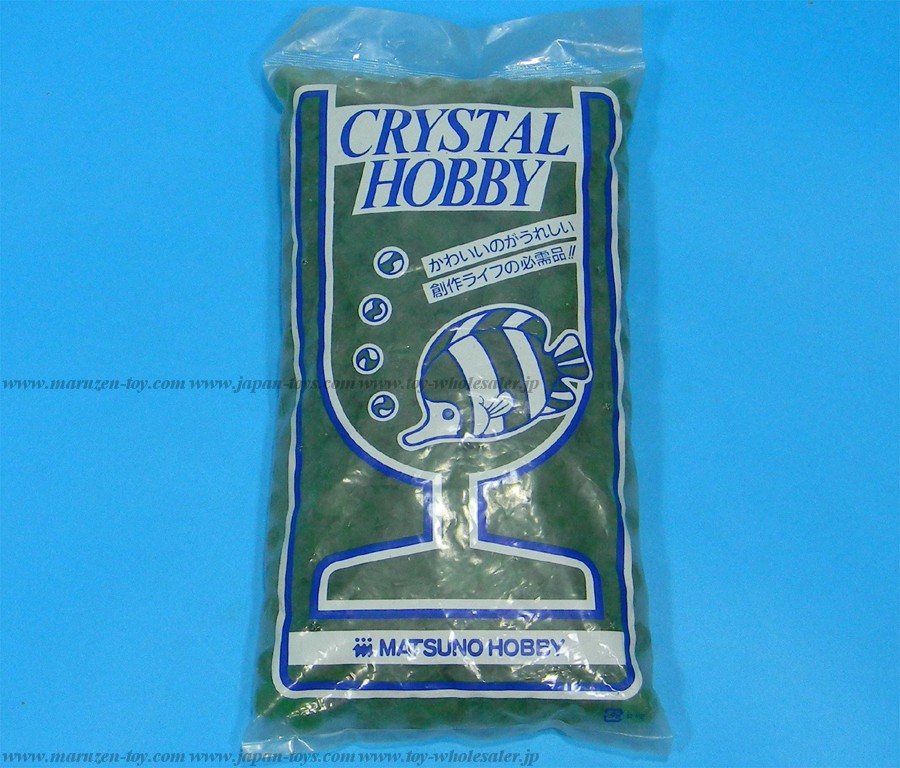 CRYSTAL
HOBBY
かわいいのがうれしい
創作ライフの必需品!!
www.maruzen-toy.com www.japan-toys.com www.toy-wholesaler.jp
MATSUNO HOBBY
www.maruzen-toy.com www.japan-toys.com www.toy-wholesaler.jp